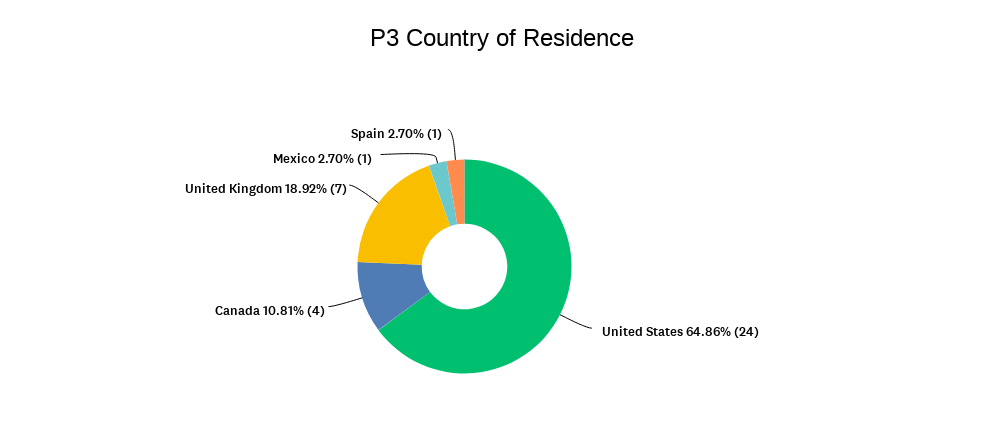 P3 Country of Residence
Spain 2.70% (1)
Mexico 2.70% (1)
United Kingdom 18.92% (7)
Canada 10.81% (4)
United States 64.86% (24)